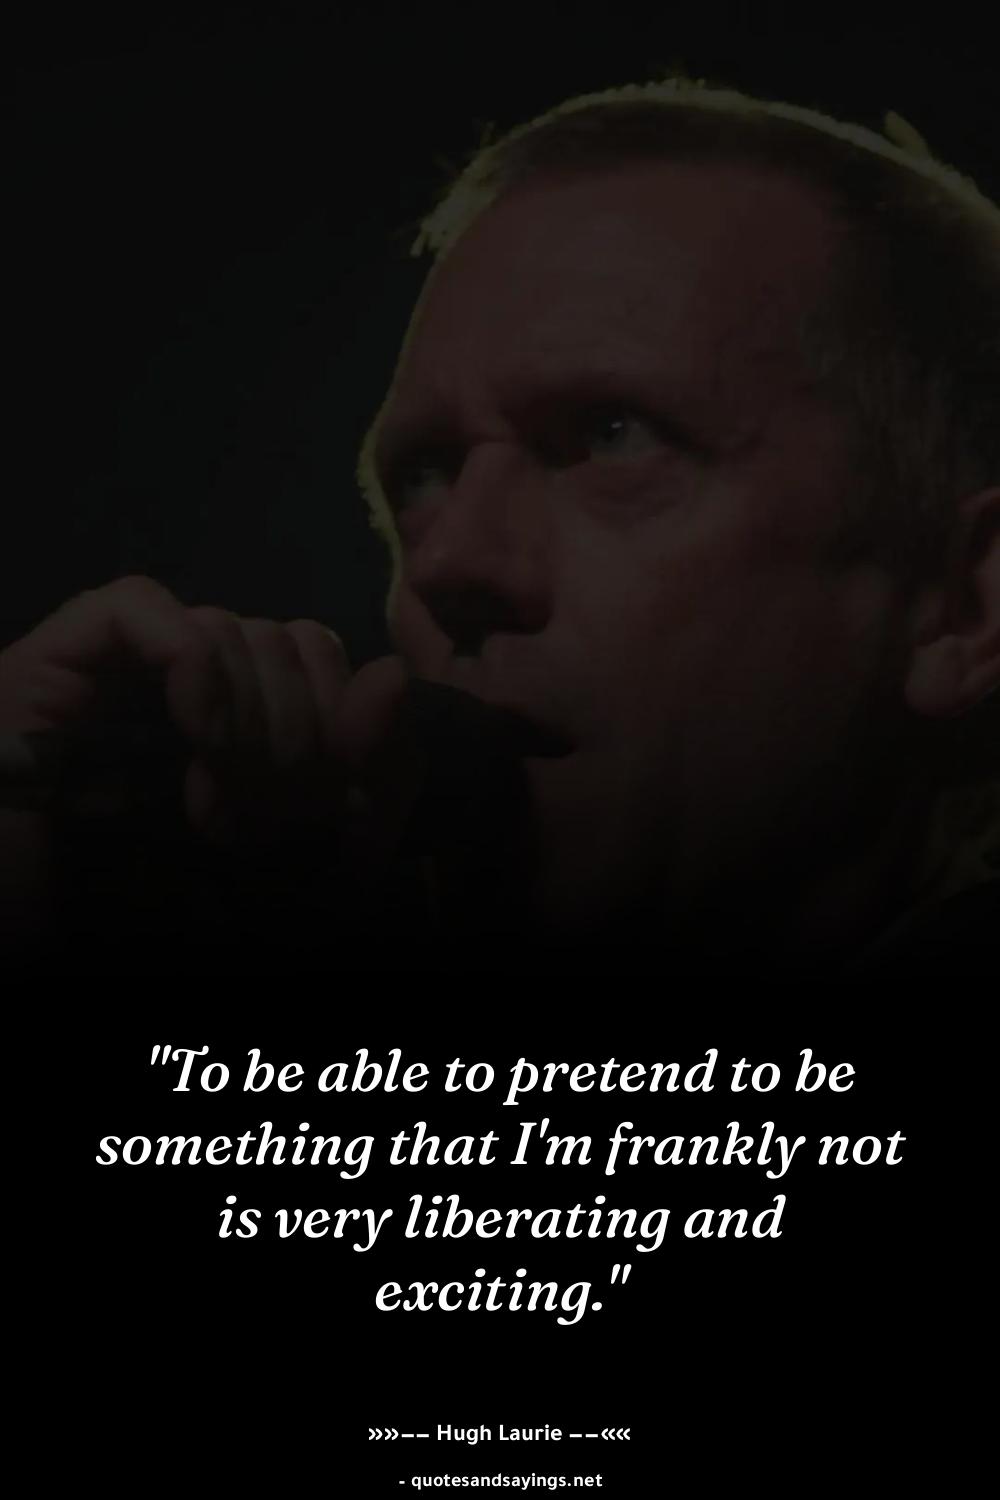 "To be able to pretend to be
something that I'm frankly not
is very liberating and
exciting."
»»−− Hugh Laurie −−««
- quotesandsayings.net